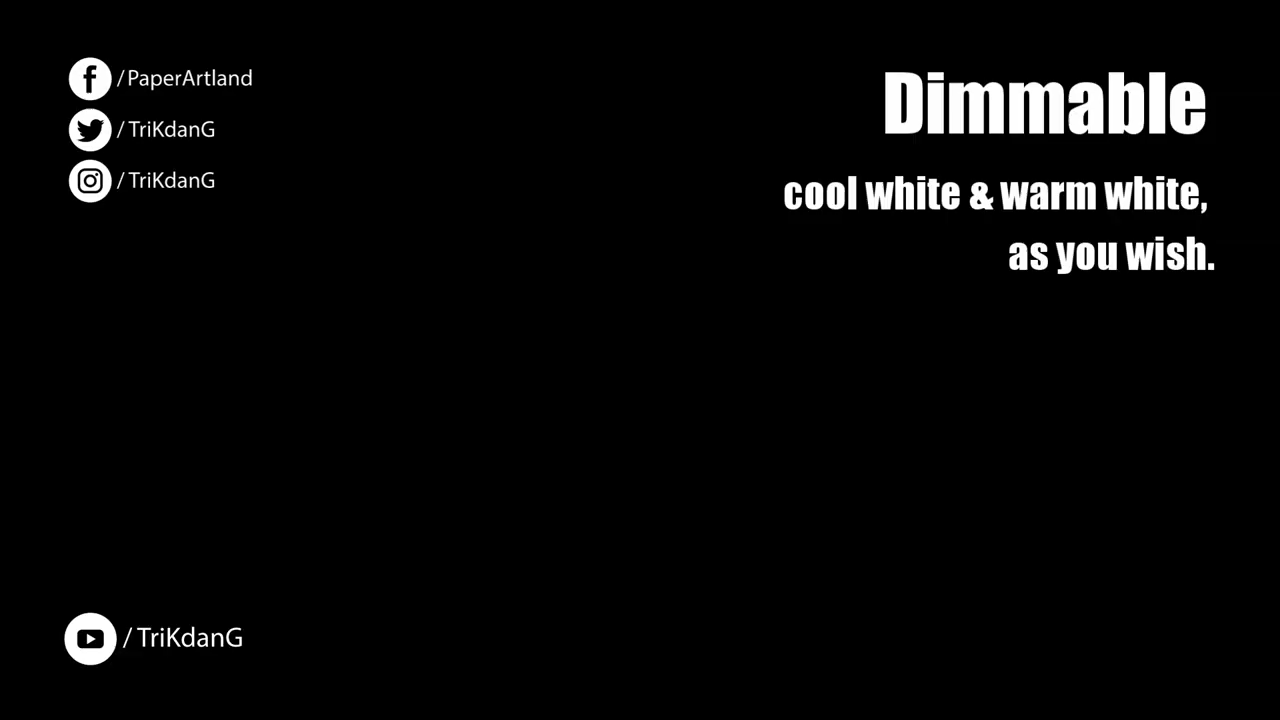 /PaperArtland
/TriKdanG
/TriKdanG
Dimmable
cool white & warm white,
as you wish.
/TriKdanG